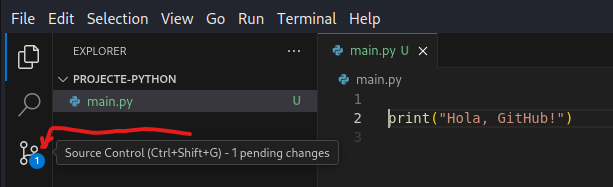 File Edit Selection View Go Run Terminal Help
EXPLORER ···
PROJECTE-PYTHON
main.py U
main.py U ×
main.py
1
2 print("Hola, GitHub!")
3
1
Source Control (Ctrl+Shift+G) - 1 pending changes